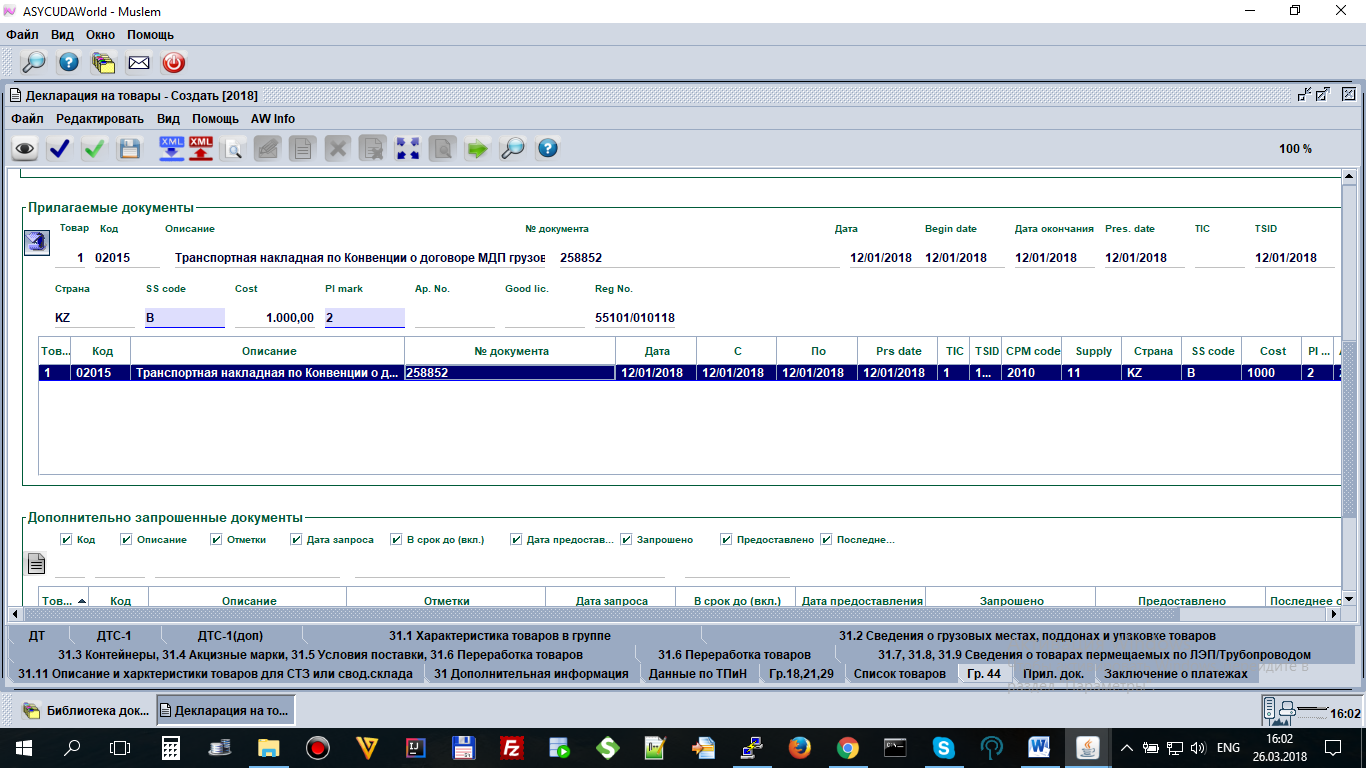 ASYCUDAWorld - Muslem
Файл Вид Окно Помощь
Декларация на товары - Создать [2018]
Файл Редактировать Вид Помощь AW Info
XML XML 100 %
Прилагаемые документы
Товар Код Описание № документа Дата Begin date Дата окончания Pres. date TIC TSID
1 02015 Транспортная накладная по Конвенции о договоре МДП грузов 258852 12/01/2018 12/01/2018 12/01/2018 12/01/2018 12/01/2018
Страна SS code Cost Pl mark Ap. No. Good lic. Reg No.
KZ B 1.000,00 2 55101/010118
Тов... Код Описание № документа Дата С По Prs date TIC TSID CPM code Supply Страна SS code Cost Pl ...
1 02015 Транспортная накладная по Конвенции о д... 258852 12/01/2018 12/01/2018 12/01/2018 12/01/2018 1 1... 2010 11 KZ B 1000 2
Дополнительно запрошенные документы
Код Описание Отметки Дата запроса В срок до (вкл.) Дата предостав... Запрошено Предоставлено Последне...
Тов... Код Описание Отметки Дата запроса В срок до (вкл.) Дата предоставления Запрошено Предоставлено Последнее о
ДТ ДТС-1 ДТС-1(доп) 31.1 Характеристика товаров в группе 31.2 Сведения о грузовых местах, поддонах и упаковке товаров
31.3 Контейнеры, 31.4 Акцизные марки, 31.5 Условия поставки, 31.6 Переработка товаров 31.6 Переработка товаров 31.7, 31.8, 31.9 Сведения о товарах пермещаемых по ЛЭП/Трубопроводом
31.11 Описание и харктеристики товаров для СТЗ или свод.склада 31 Дополнительная информация Данные по ТПиН Гр.18,21,29 Список товаров Гр. 44 Прил. док. Заключение о платежах
Библиотека док... Декларация на то... 16:02
ENG 16:02
26.03.2018